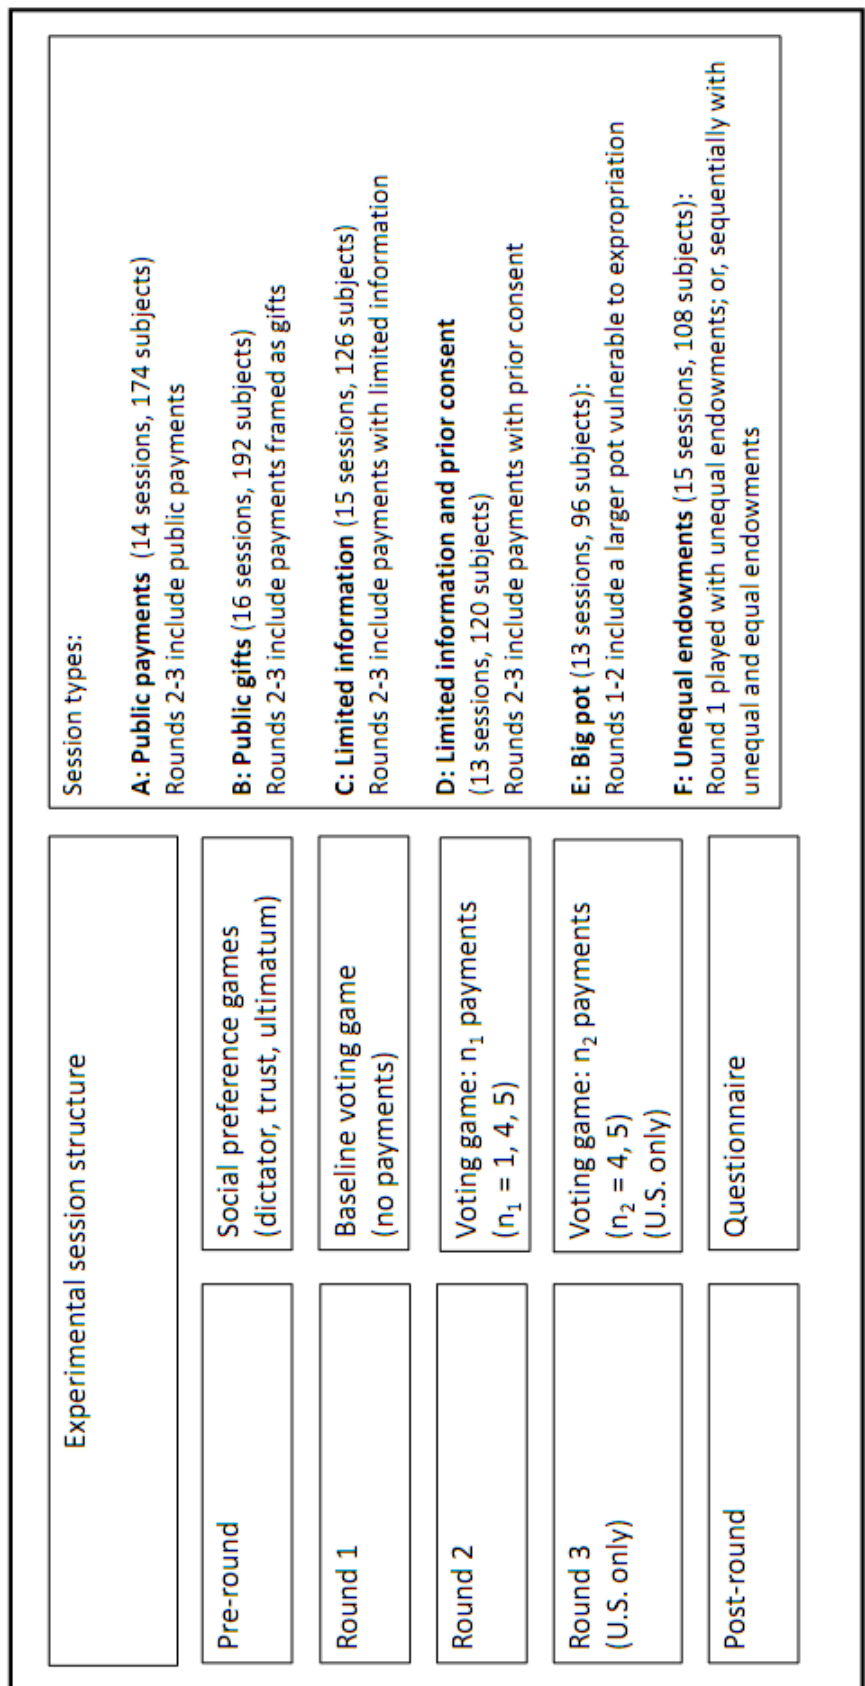 Experimental session structure
Pre-round
Social preference games
(dictator, trust, ultimatum)
Round 1
Baseline voting game
(no payments)
Round 2
Voting game: n₁ payments
(n₁ = 1, 4, 5)
Round 3
(U.S. only)
Voting game: n₂ payments
(n₂ = 4, 5)
(U.S. only)
Post-round
Questionnaire
Session types:
A: Public payments (14 sessions, 174 subjects)
Rounds 2-3 include public payments
B: Public gifts (16 sessions, 192 subjects)
Rounds 2-3 include payments framed as gifts
C: Limited information (15 sessions, 126 subjects)
Rounds 2-3 include payments with limited information
D: Limited information and prior consent
(13 sessions, 120 subjects)
Rounds 2-3 include payments with prior consent
E: Big pot (13 sessions, 96 subjects):
Rounds 1-2 include a larger pot vulnerable to expropriation
F: Unequal endowments (15 sessions, 108 subjects):
Round 1 played with unequal endowments; or, sequentially with
unequal and equal endowments